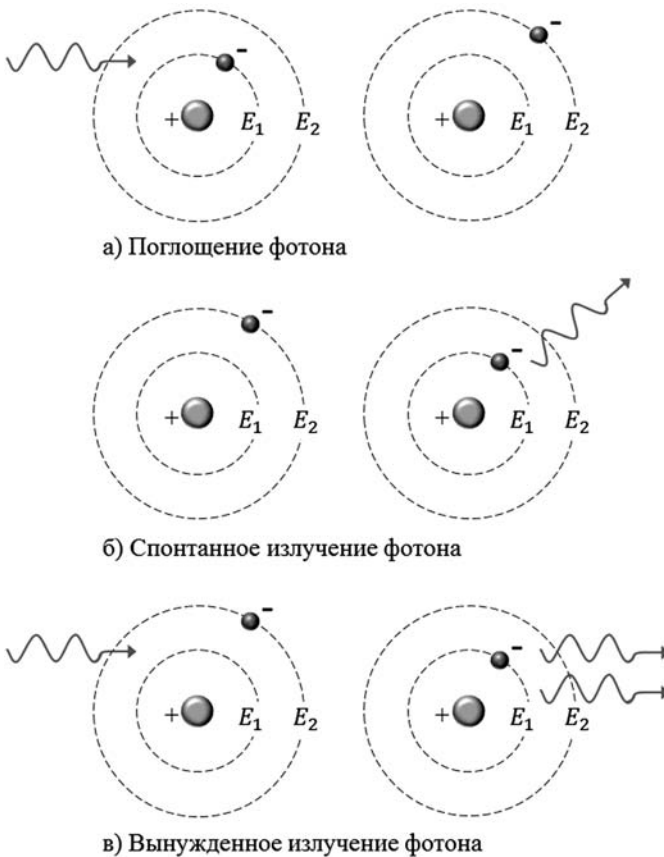 -
-
+ E₁ E₂
+ E₁ E₂
а) Поглощение фотона
-
-
+ E₁ E₂
+ E₁ E₂
б) Спонтанное излучение фотона
-
-
+ E₁ E₂
+ E₁ E₂
в) Вынужденное излучение фотона